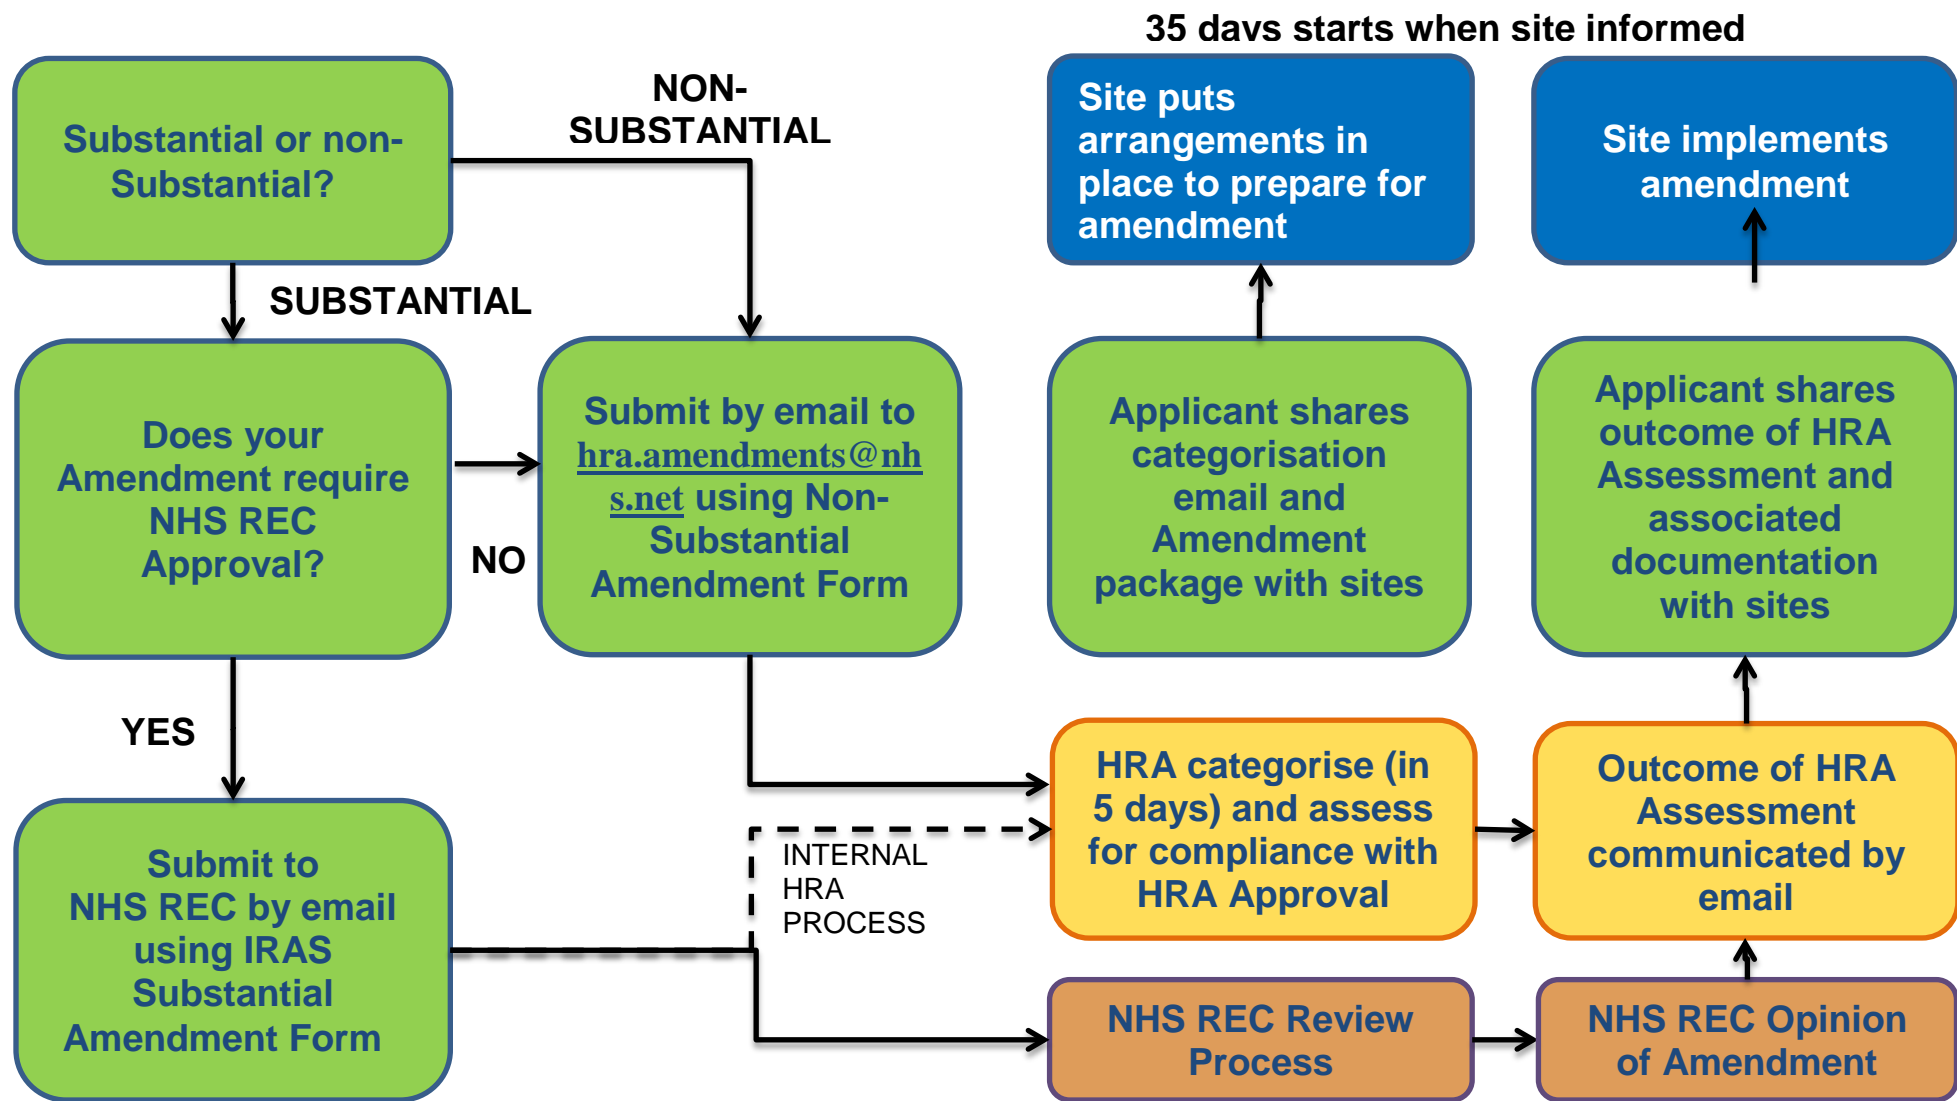 35 days starts when site informed
Substantial or non-
Substantial?
NON-
SUBSTANTIAL
Site puts
arrangements in
place to prepare for
amendment
Site implements
amendment
SUBSTANTIAL
Does your
Amendment require
NHS REC
Approval?
NO
Submit by email to
hra.amendments@nh
s.net using Non-
Substantial
Amendment Form
Applicant shares
categorisation
email and
Amendment
package with sites
Applicant shares
outcome of HRA
Assessment and
associated
documentation
with sites
YES
Submit to
NHS REC by email
using IRAS
Substantial
Amendment Form
INTERNAL
HRA
PROCESS
HRA categorise (in
5 days) and assess
for compliance with
HRA Approval
Outcome of HRA
Assessment
communicated by
email
NHS REC Review
Process
NHS REC Opinion
of Amendment